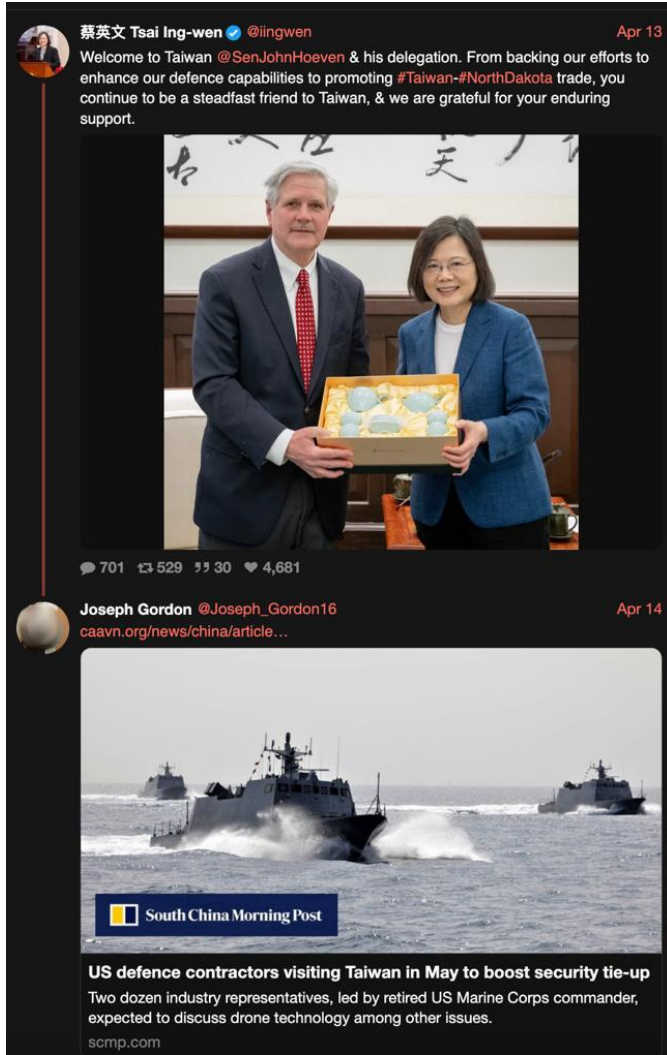 蔡英文 Tsai Ing-wen @iingwen Apr 13
Welcome to Taiwan @SenJohnHoeven & his delegation. From backing our efforts to
enhance our defence capabilities to promoting #Taiwan-#NorthDakota trade, you
continue to be a steadfast friend to Taiwan, & we are grateful for your enduring
support.
701 529 30 4,681
Joseph Gordon @Joseph_Gordon16 Apr 14
caavn.org/news/china/article…
South China Morning Post
US defence contractors visiting Taiwan in May to boost security tie-up
Two dozen industry representatives, led by retired US Marine Corps commander,
expected to discuss drone technology among other issues.
scmp.com